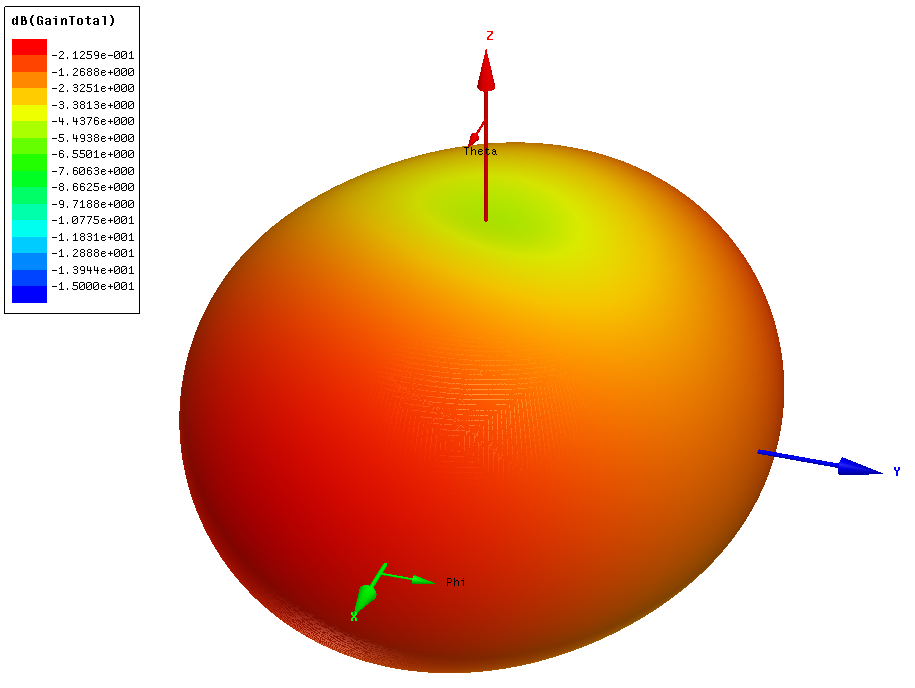 dB(GainTotal)
-2.1259e-001
-1.2688e+000
-2.3251e+000
-3.3813e+000
-4.4376e+000
-5.4938e+000
-6.5501e+000
-7.6063e+000
-8.6625e+000
-9.7188e+000
-1.0775e+001
-1.1831e+001
-1.2888e+001
-1.3944e+001
-1.5000e+001
Z
Theta
Y
Phi
X